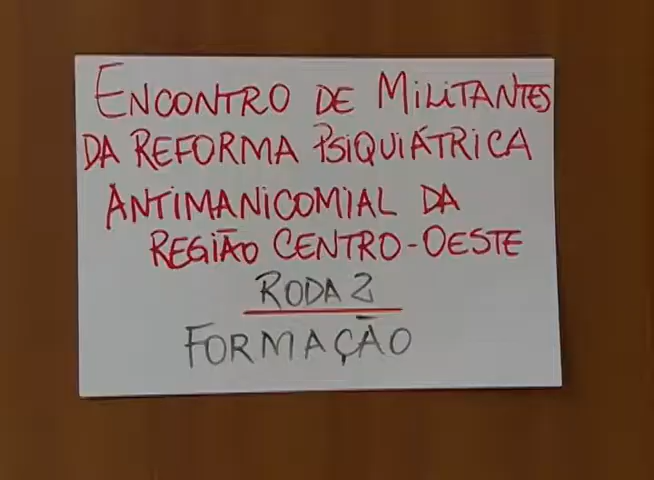 ENCONTRO DE MILITANTES
DA REFORMA PSIQUIÁTRICA
ANTIMANICOMIAL DA
REGIÃO CENTRO-OESTE
RODA 2
FORMAÇÃO